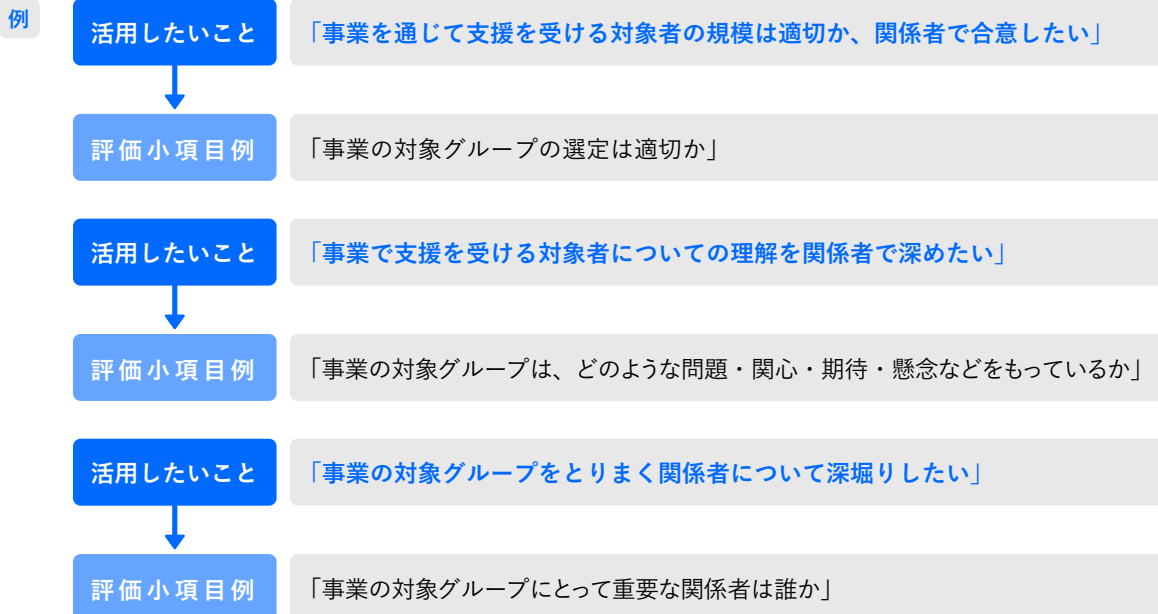 例
活用したいこと 「事業を通じて支援を受ける対象者の規模は適切か、関係者で合意したい」
評価小項目例 「事業の対象グループの選定は適切か」
活用したいこと 「事業で支援を受ける対象者についての理解を関係者で深めたい」
評価小項目例 「事業の対象グループは、どのような問題・関心・期待・懸念などをもっているか」
活用したいこと 「事業の対象グループをとりまく関係者について深堀りしたい」
評価小項目例 「事業の対象グループにとって重要な関係者は誰か」